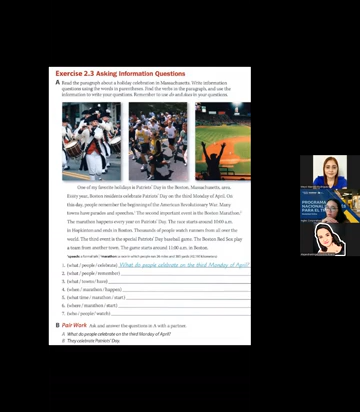 Exercise 2.3 Asking Information Questions
A Read the paragraph about a holiday celebration in Massachusetts. Write information
questions using the words in parentheses. Find the verbs in the paragraph, and use the
information to write your questions. Remember to use do and does in your questions.
One of my favorite holidays is Patriots' Day in the Boston, Massachusetts, area.
Every year, Boston residents celebrate Patriots' Day on the third Monday of April. On
this day, people remember the beginning of the American Revolutionary War. Many
towns have parades and speeches. The second important event is the Boston Marathon.
The marathon happens every year on Patriots' Day. The race starts around 10:00 a.m.
in Hopkinton and ends in Boston. Thousands of people watch runners from all over the
world. The third event is the special Patriots' Day baseball game. The Boston Red Sox play
a team from another town. The game starts around 11:00 a.m. in Boston.
1. (what / people / celebrate) What do people celebrate on the third Monday of April?
2. (what / people / remember)
3. (what / towns / have)
4. (when / marathon / happen)
5. (what time / marathon / start)
6. (where / marathon / start)
7. (who / people / watch)
B Pair Work Ask and answer the questions in A with a partner.
A What do people celebrate on the third Monday of April?
B They celebrate Patriots' Day.
PROGRAMA
NACIONAL
PARA EL